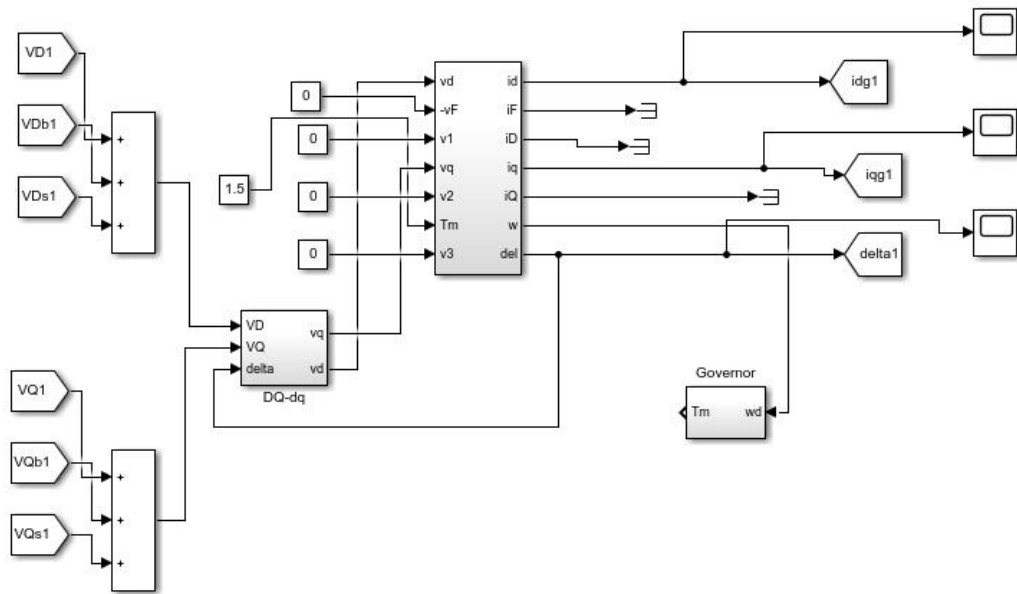 VD1
VDb1
VDs1
+
+
+
0
0
1.5
0
0
vd
-vF
v1
vq
v2
Tm
v3
id
iF
iD
iq
iQ
w
del
idg1
iqg1
delta1
VD
VQ
delta
vq
vd
DQ-dq
Governor
Tm
wd
VQ1
VQb1
VQs1
+
+
+